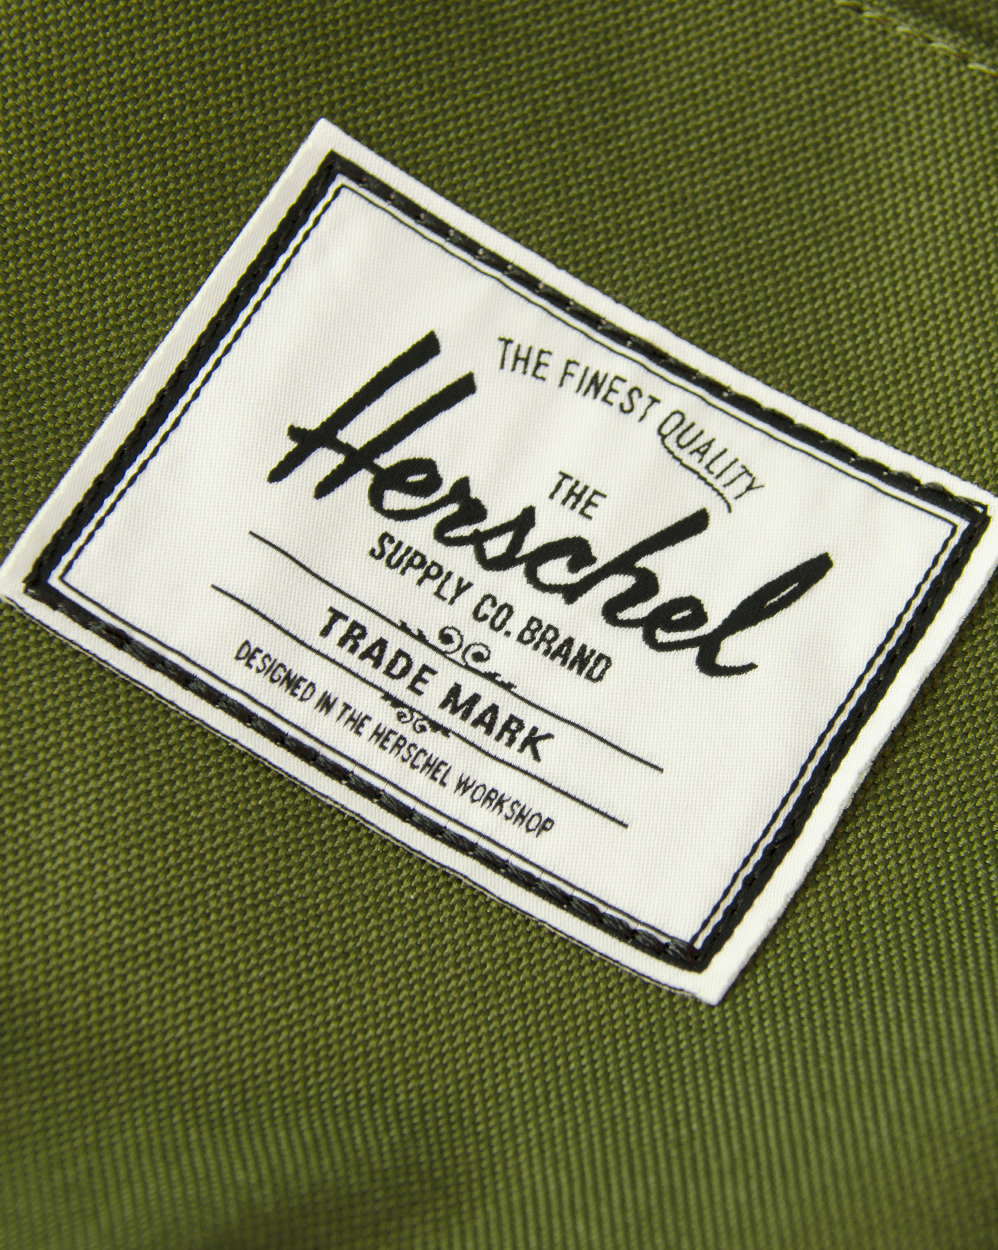 THE FINEST QUALITY
THE
Herschel
SUPPLY CO. BRAND
TRADE MARK
DESIGNED IN THE HERSCHEL WORKSHOP